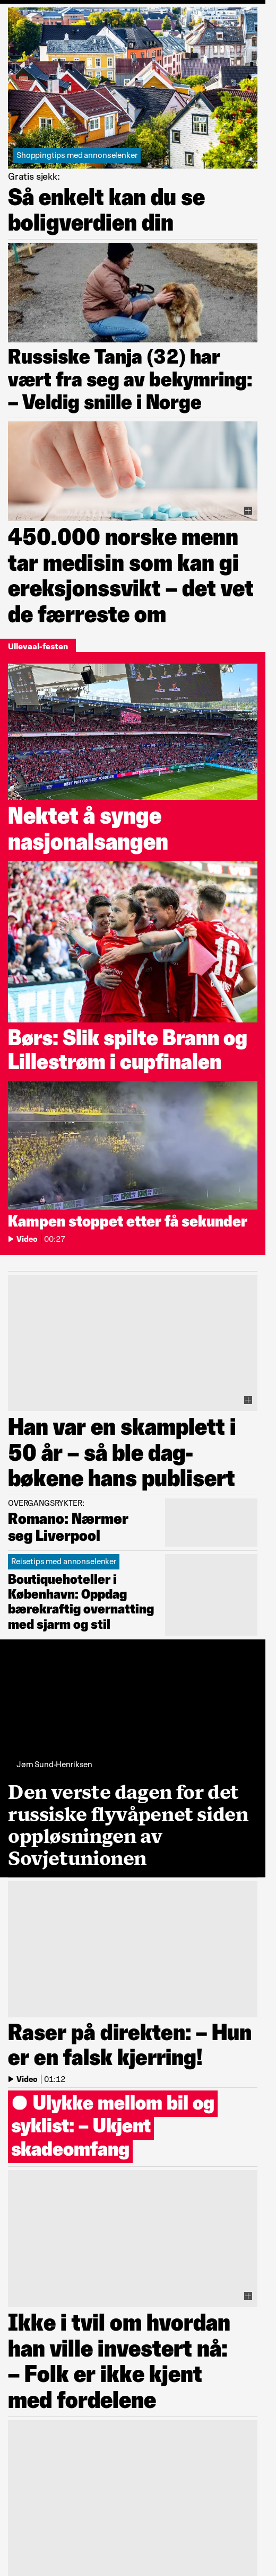 Shoppingtips med annonselenker
Gratis sjekk:
Så enkelt kan du se
boligverdien din
Russiske Tanja (32) har
vært fra seg av bekymring:
– Veldig snille i Norge
450.000 norske menn
tar medisin som kan gi
ereksjonssvikt – det vet
de færreste om
Ullevaal-festen
Nektet å synge
nasjonalsangen
Børs: Slik spilte Brann og
Lillestrøm i cupfinalen
Kampen stoppet etter få sekunder
Video | 00:27
Han var en skamplett i
50 år – så ble dag-
bøkene hans publisert
OVERGANGSRYKTER:
Romano: Nærmer
seg Liverpool
Reisetips med annonselenker
Boutiquehoteller i
København: Oppdag
bærekraftig overnatting
med sjarm og stil
Jørn Sund-Henriksen
Den verste dagen for det
russiske flyvåpenet siden
oppløsningen av
Sovjetunionen
Raser på direkten: – Hun
er en falsk kjerring!
Video | 01:12
Ulykke mellom bil og
syklist: – Ukjent
skadeomfang
Ikke i tvil om hvordan
han ville investert nå:
– Folk er ikke kjent
med fordelene